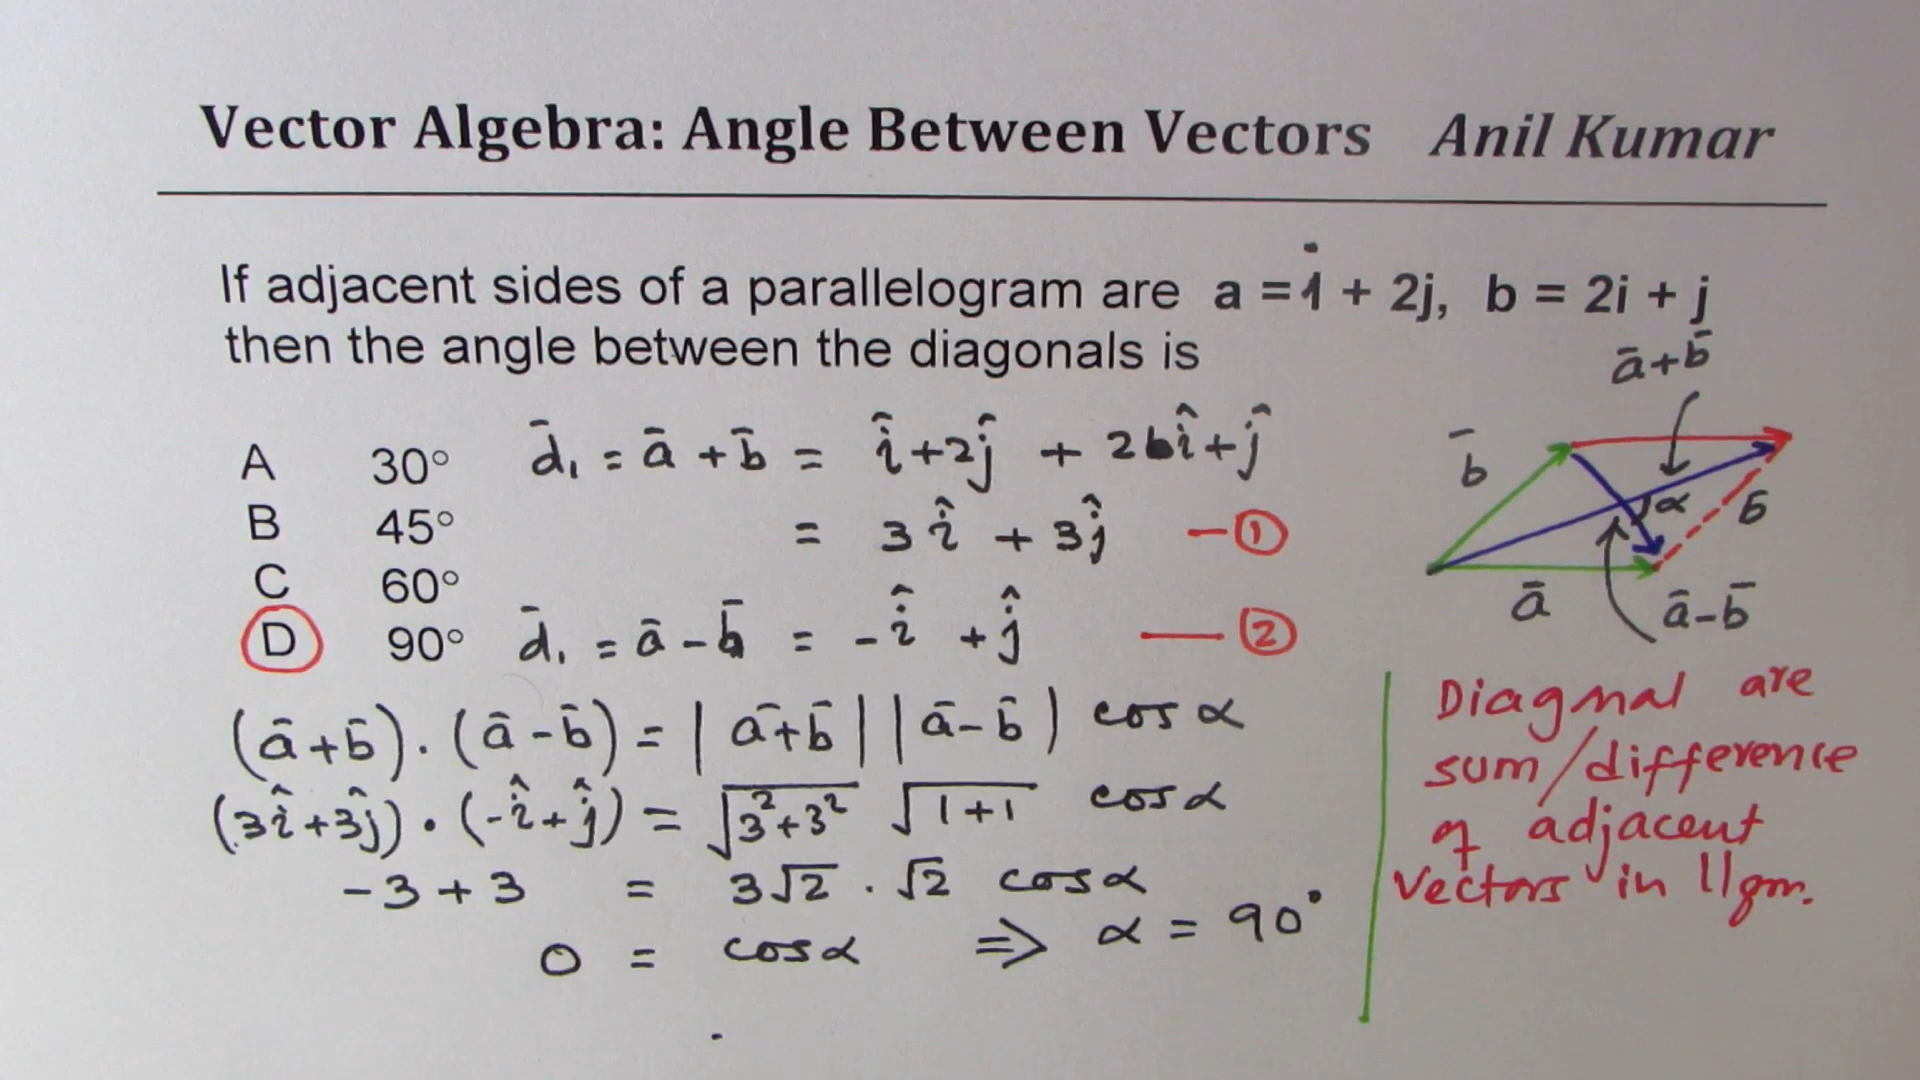 Vector Algebra: Angle Between Vectors Anil Kumar
If adjacent sides of a parallelogram are a = i + 2j, b = 2i + j
then the angle between the diagonals is
A 30° d̄₁ = ā + b̄ = î + 2ĵ + 2î + ĵ
B 45° = 3î + 3ĵ — ①
C 60°
D 90° d̄₁ = ā - b̄ = -î + ĵ — ②
(ā + b̄) · (ā - b̄) = |ā + b̄| |ā - b̄| cos α
(3î + 3ĵ) · (-î + ĵ) = √(3² + 3²) √(1 + 1) cos α
-3 + 3 = 3√2 · √2 cos α
0 = cos α ⇒ α = 90°
ā + b̄
b̄
α
b̄
ā
ā - b̄
Diagnal are
sum/difference
of adjacent
vectors in ||gm.